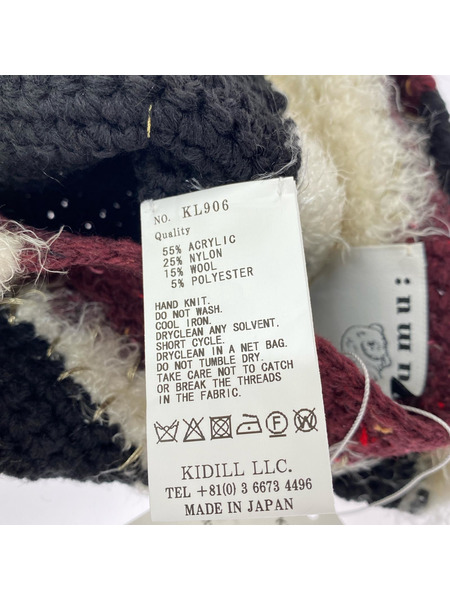 NO. KL906
Quality
55% ACRYLIC
25% NYLON
15% WOOL
5% POLYESTER
HAND KNIT.
DO NOT WASH.
COOL IRON.
DRYCLEAN ANY SOLVENT.
SHORT CYCLE.
DRYCLEAN IN A NET BAG.
DO NOT TUMBLE DRY.
TAKE CARE NOT TO CATCH
OR BREAK THE THREADS
IN THE FABRIC.
KIDILL LLC.
TEL +81(0) 3 6673 4496
MADE IN JAPAN